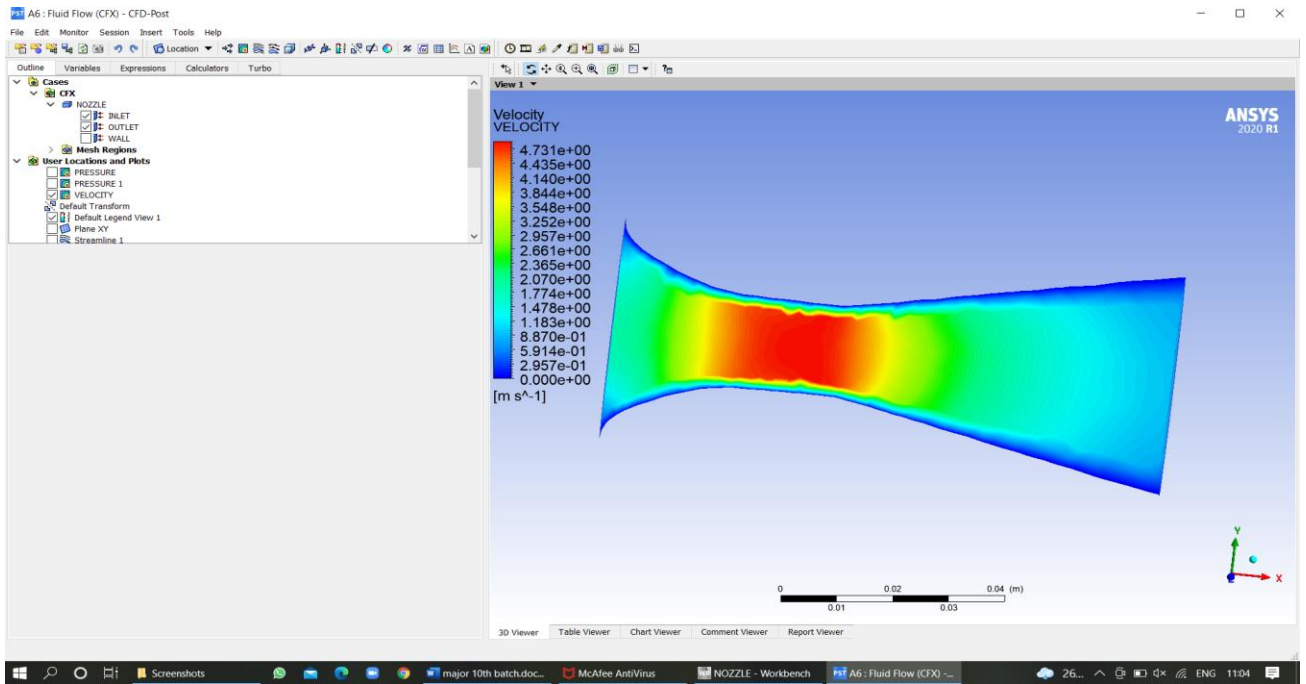 PST A6 : Fluid Flow (CFX) - CFD-Post
File Edit Monitor Session Insert Tools Help
Location
Outline Variables Expressions Calculators Turbo
Cases
CFX
NOZZLE
INLET
OUTLET
WALL
Mesh Regions
User Locations and Plots
PRESSURE
PRESSURE 1
VELOCITY
Default Transform
Default Legend View 1
Plane XY
Streamline 1
View 1
Velocity
VELOCITY
4.731e+00
4.435e+00
4.140e+00
3.844e+00
3.548e+00
3.252e+00
2.957e+00
2.661e+00
2.365e+00
2.070e+00
1.774e+00
1.478e+00
1.183e+00
8.870e-01
5.914e-01
2.957e-01
0.000e+00
[m s^-1]
ANSYS
2020 R1
Y
X
0 0.02 0.04 (m)
0.01 0.03
3D Viewer Table Viewer Chart Viewer Comment Viewer Report Viewer
Screenshots major 10th batch.doc... McAfee AntiVirus NOZZLE - Workbench PST A6 : Fluid Flow (CFX) -... 26... ENG 11:04